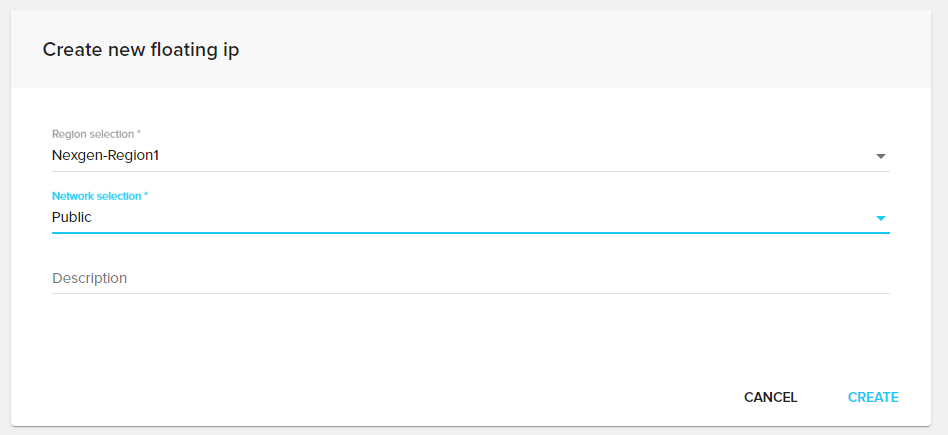 Create new floating ip
Region selection *
Nexgen-Region1
Network selection *
Public
Description
CANCEL CREATE